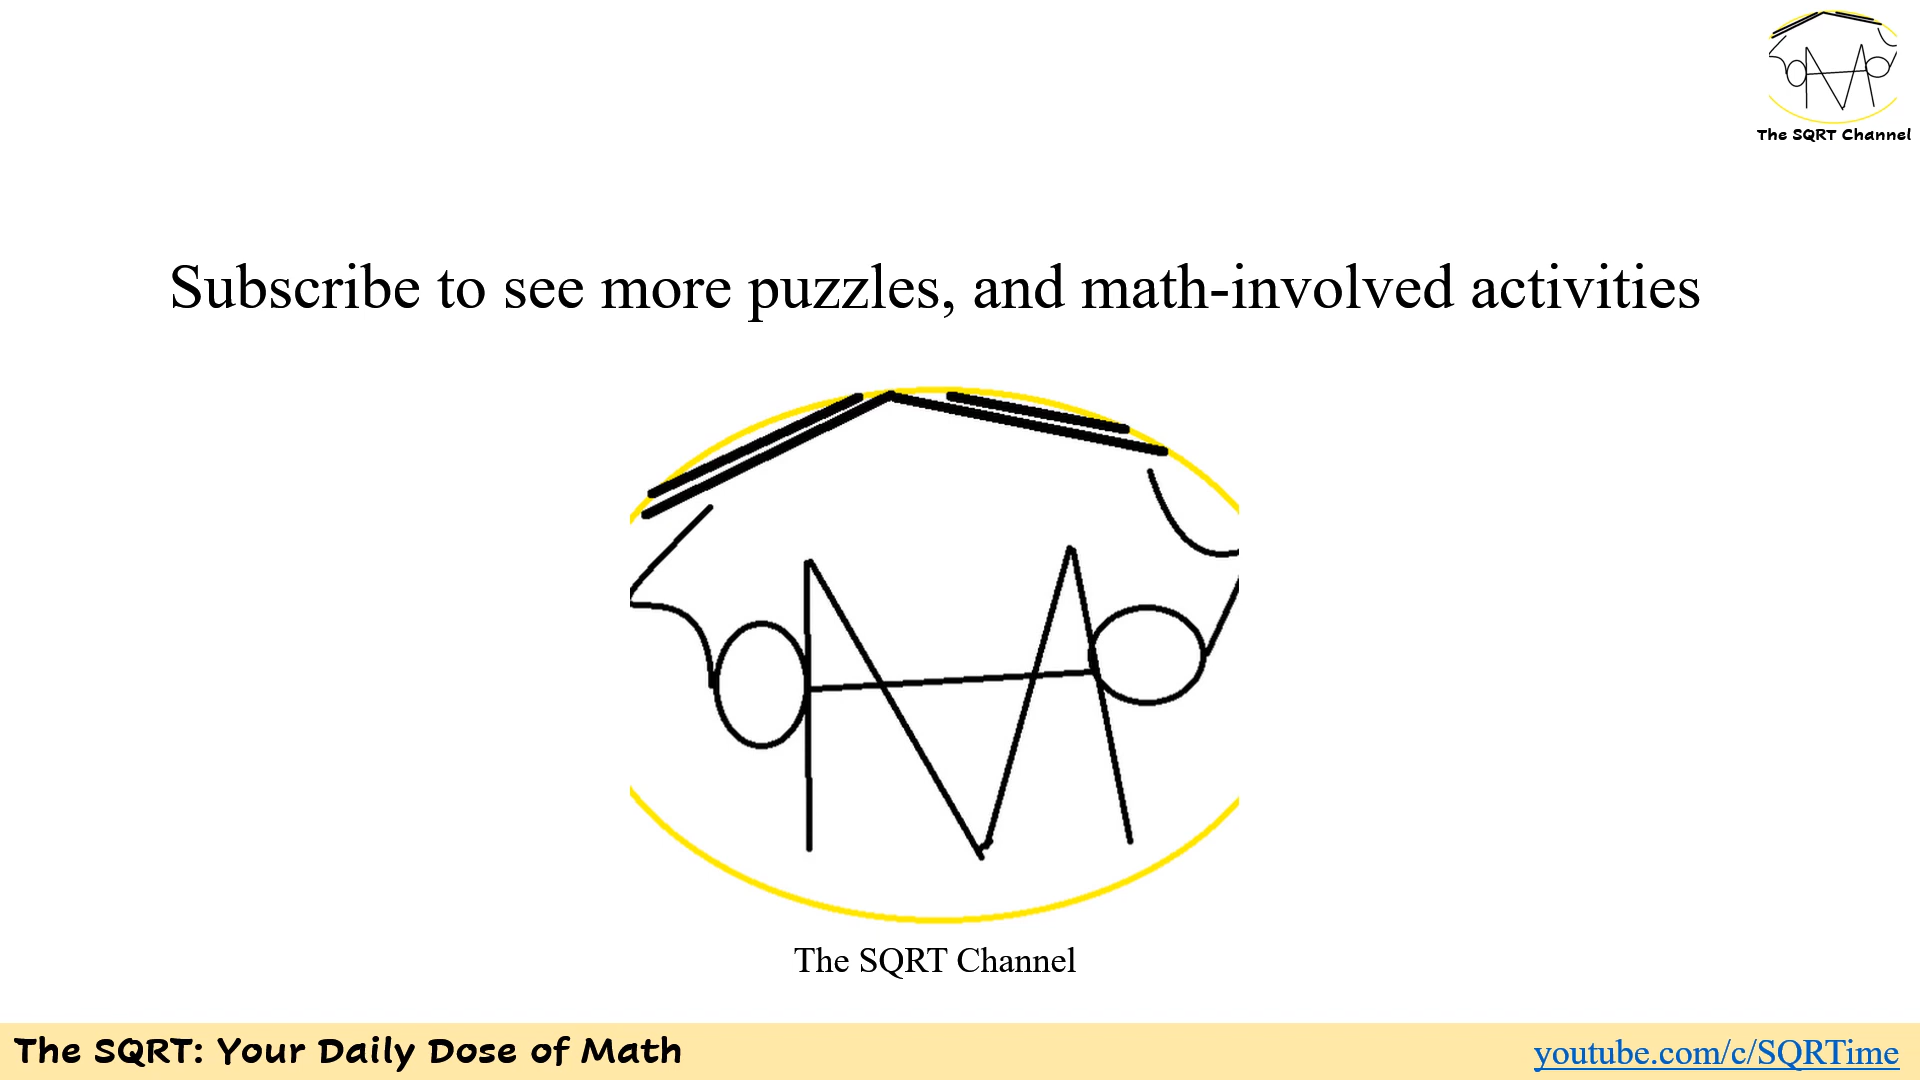 The SQRT Channel
Subscribe to see more puzzles, and math-involved activities
The SQRT Channel
The SQRT: Your Daily Dose of Math
youtube.com/c/SQRTime